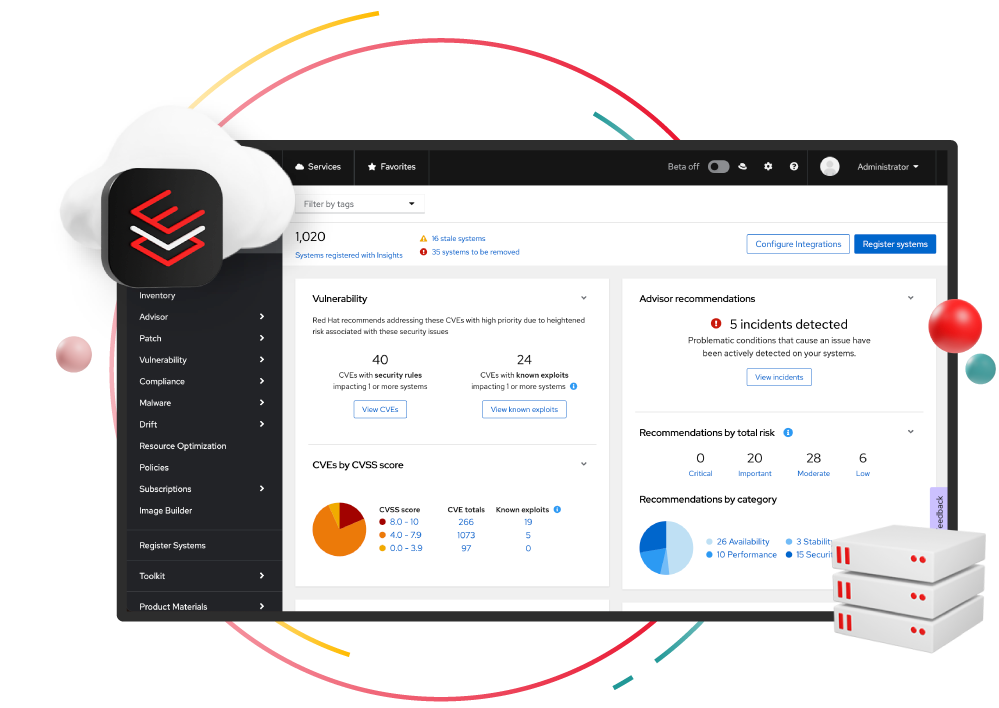 Services
Favorites
Beta off
Administrator
Filter by tags
1,020
Systems registered with Insights
16 stale systems
35 systems to be removed
Configure Integrations
Register systems
Inventory
Advisor
Patch
Vulnerability
Compliance
Malware
Drift
Resource Optimization
Policies
Subscriptions
Image Builder
Register Systems
Toolkit
Product Materials
Vulnerability
Red Hat recommends addressing these CVEs with high priority due to heightened
risk associated with these security issues
40
CVEs with security rules
impacting 1 or more systems
View CVEs
24
CVEs with known exploits
impacting 1 or more systems
View known exploits
CVEs by CVSS score
CVSS score CVE totals Known exploits
8.0 - 10 266 19
4.0 - 7.9 1073 5
0.0 - 3.9 97 0
Advisor recommendations
5 incidents detected
Problematic conditions that cause an issue have
been actively detected on your systems.
View incidents
Recommendations by total risk
0 20 28 6
Critical Important Moderate Low
Recommendations by category
26 Availability 3 Stabilit
10 Performance 15 Securi
eedback